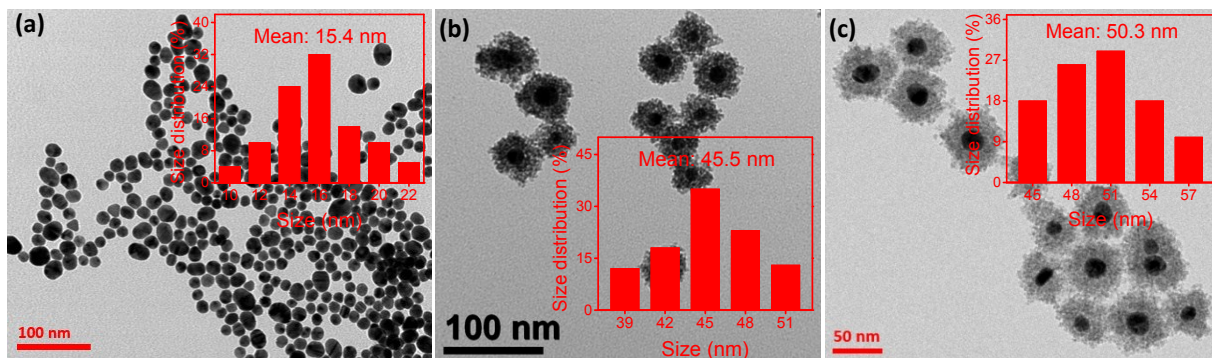 (a)
Size distribution (%)
40
32
24
16
8
0
Mean: 15.4 nm
10 12 14 16 18 20 22
Size (nm)
100 nm
(b)
Size distribution (%)
45
30
15
0
Mean: 45.5 nm
39 42 45 48 51
Size (nm)
100 nm
(c)
Size distribution (%)
36
27
18
9
0
Mean: 50.3 nm
45 48 51 54 57
Size (nm)
50 nm